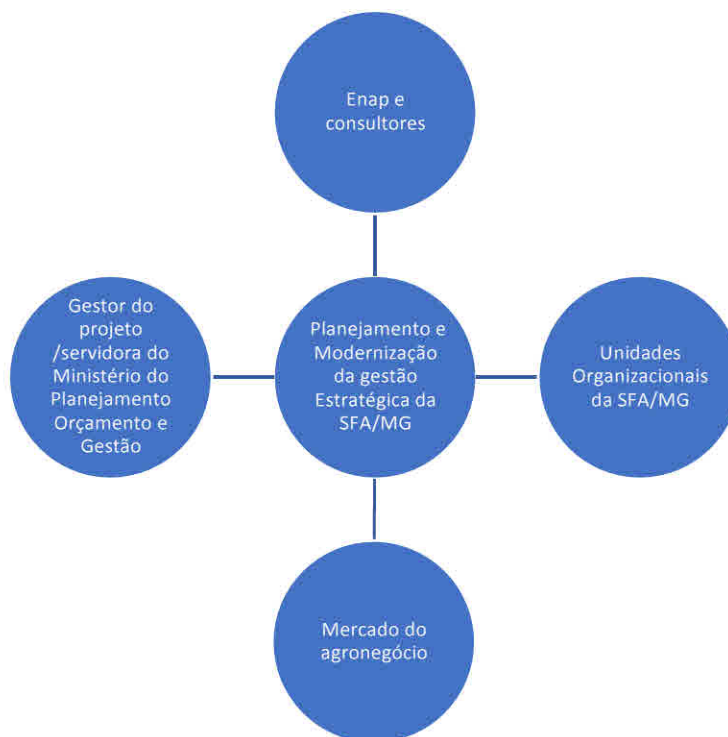 Enap e
consultores
Gestor do
projeto
/servidora do
Ministério do
Planejamento
Orçamento e
Gestão
Planejamento e
Modernização
da gestão
Estratégica da
SFA/MG
Unidades
Organizacionais
da SFA/MG
Mercado do
agronegócio